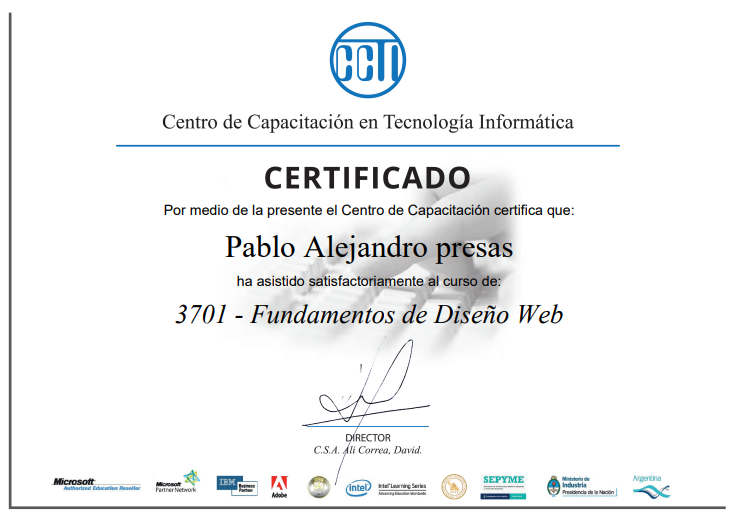 CCTI
Centro de Capacitación en Tecnología Informática
CERTIFICADO
Por medio de la presente el Centro de Capacitación certifica que:
Pablo Alejandro presas
ha asistido satisfactoriamente al curso de:
3701 - Fundamentos de Diseño Web
DIRECTOR
C.S.A. Ali Correa, David.
Microsoft
Authorized Education Reseller
Microsoft
Partner Network
IBM
Business Partner
Adobe
intel
Intel Learning Series
Advancing Education Worldwide
SEPYME
Ministerio de
Industria
Presidencia de la Nación
Argentina